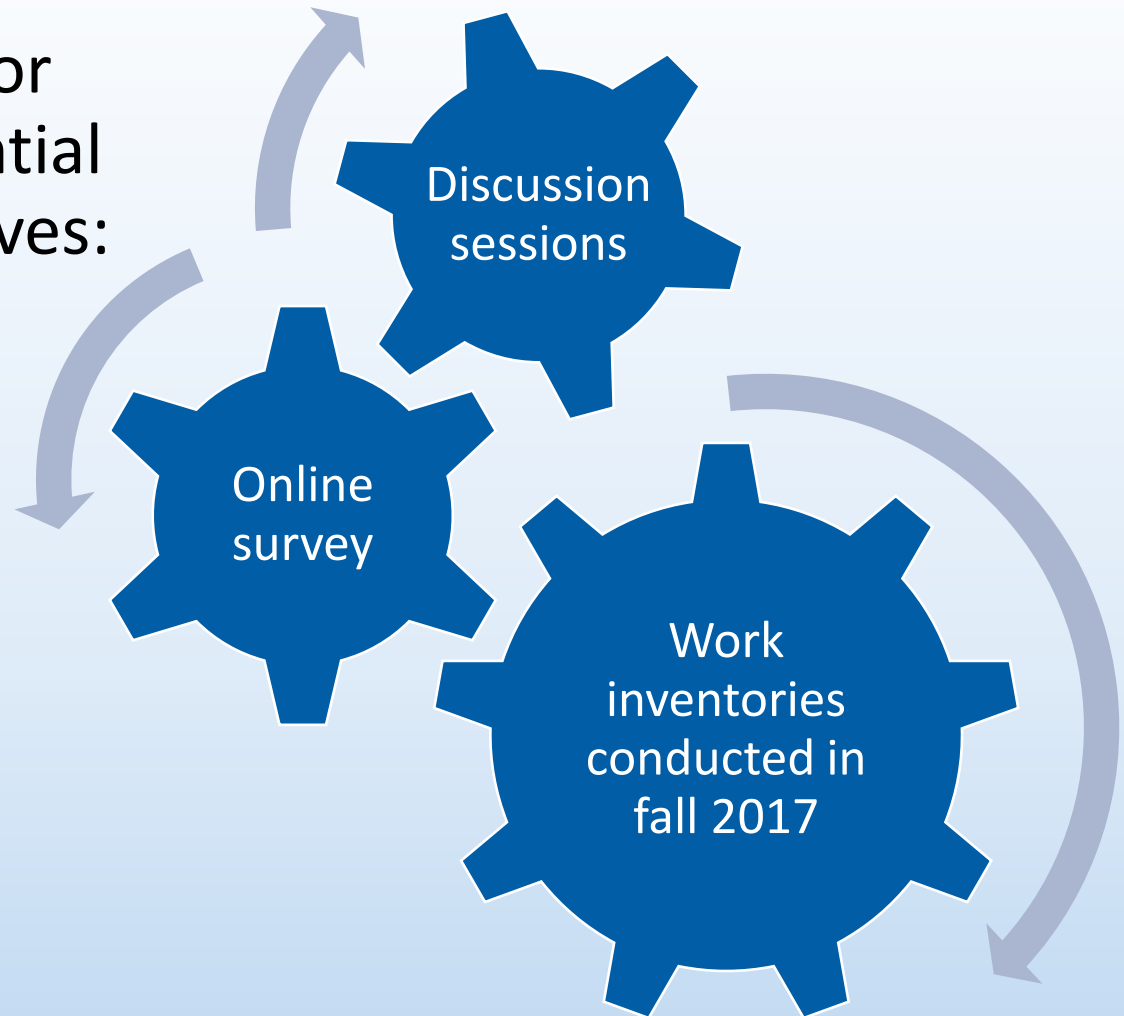 or
ntial
ves:
Discussion
sessions
Online
survey
Work
inventories
conducted in
fall 2017